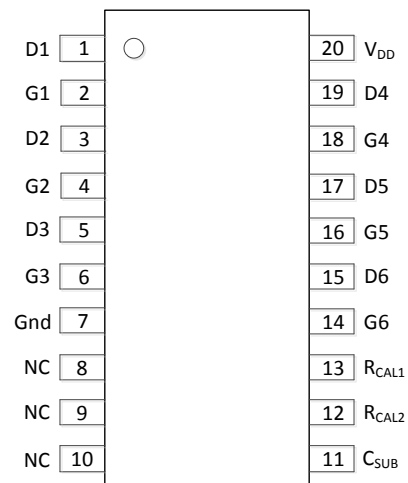 D1 1 20 VDD
G1 2 19 D4
D2 3 18 G4
G2 4 17 D5
D3 5 16 G5
G3 6 15 D6
Gnd 7 14 G6
NC 8 13 RCAL1
NC 9 12 RCAL2
NC 10 11 CSUB